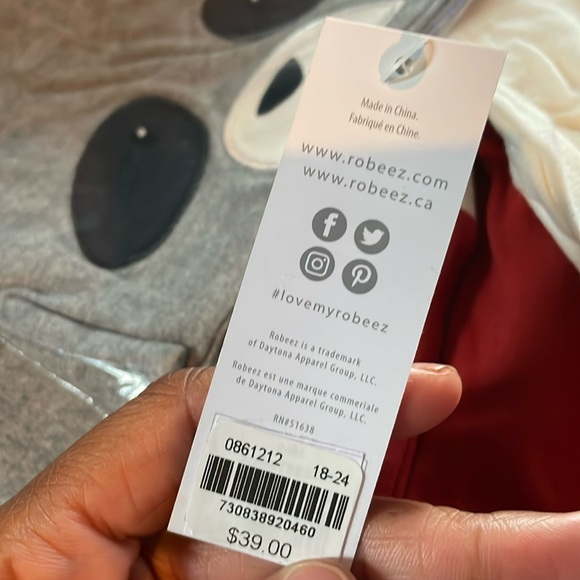 Made in China.
Fabriqué en Chine.
www.robeez.com
www.robeez.ca
#lovemyrobeez
Robeez is a trademark
of Daytona Apparel Group, LLC.
Robeez est une marque commeriale
de Daytona Apparel Group, LLC.
RN#51638
0861212 18-24
730838920460
$39.00